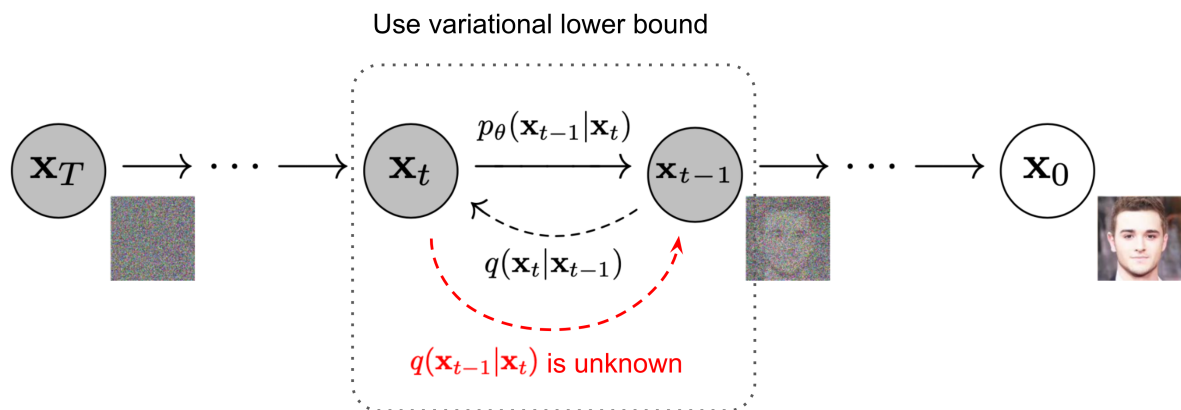 Use variational lower bound
x_T → ⋯ → x_t p_θ(x_{t−1}|x_t) x_{t−1} → ⋯ → x_0
q(x_t|x_{t−1})
q(x_{t−1}|x_t) is unknown